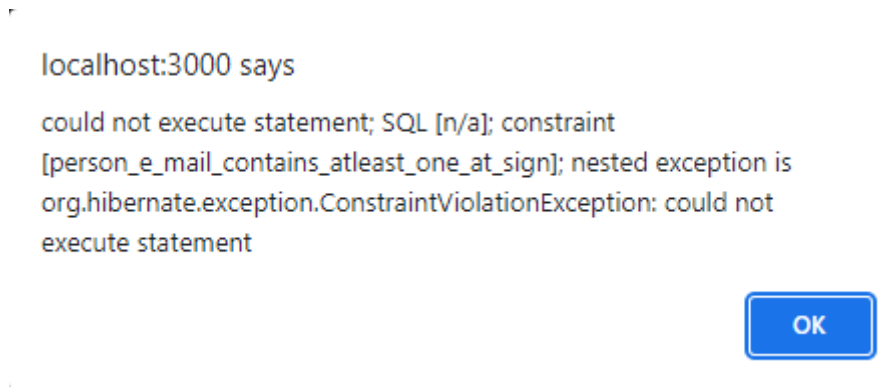 localhost:3000 says
could not execute statement; SQL [n/a]; constraint
[person_e_mail_contains_atleast_one_at_sign]; nested exception is
org.hibernate.exception.ConstraintViolationException: could not
execute statement
OK